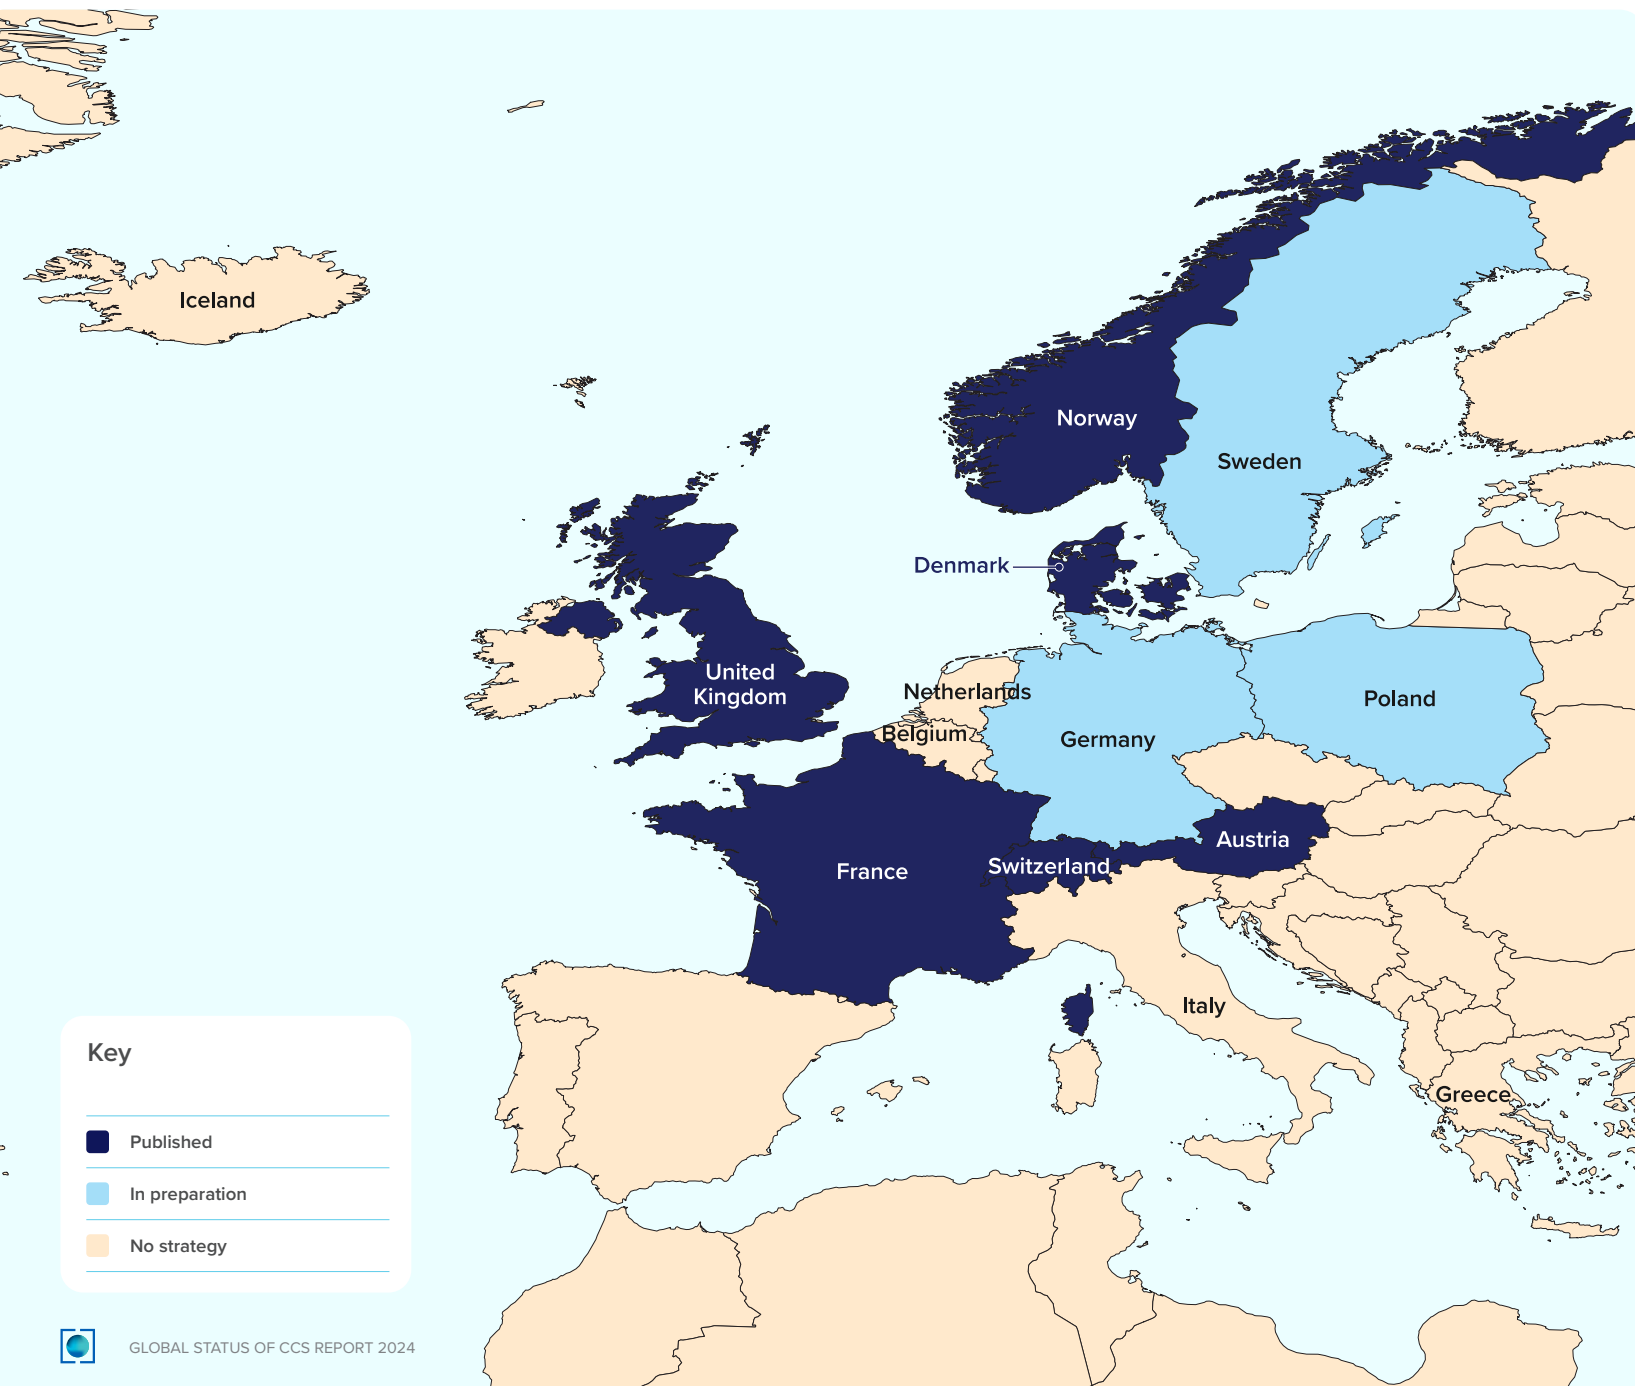 Iceland
Norway
Sweden
Denmark
United
Kingdom
Netherlands
Poland
Belgium
Germany
Austria
Switzerland
France
Italy
Greece
Key
Published
In preparation
No strategy
GLOBAL STATUS OF CCS REPORT 2024